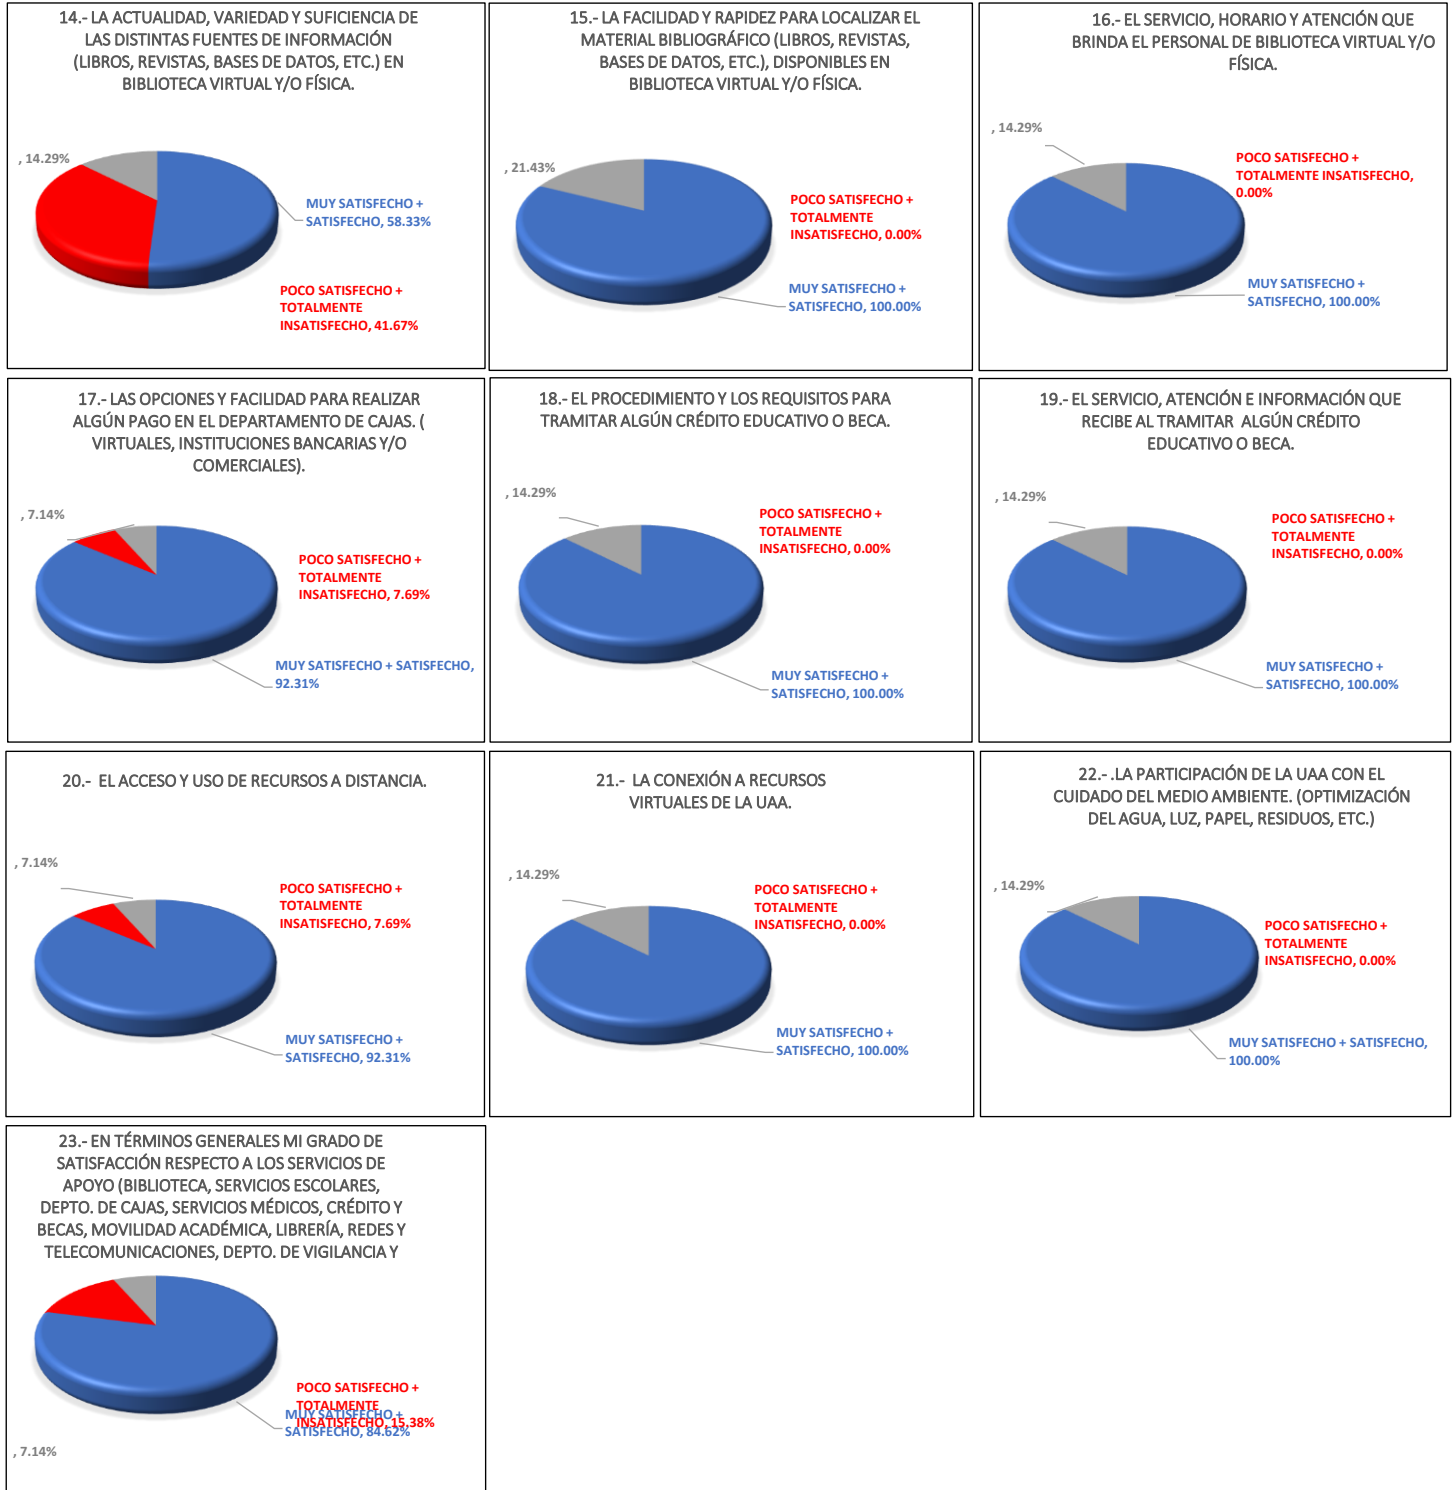 14.- LA ACTUALIDAD, VARIEDAD Y SUFICIENCIA DE
LAS DISTINTAS FUENTES DE INFORMACIÓN
(LIBROS, REVISTAS, BASES DE DATOS, ETC.) EN
BIBLIOTECA VIRTUAL Y/O FÍSICA.
, 14.29%
MUY SATISFECHO +
SATISFECHO, 58.33%
POCO SATISFECHO +
TOTALMENTE
INSATISFECHO, 41.67%
15.- LA FACILIDAD Y RAPIDEZ PARA LOCALIZAR EL
MATERIAL BIBLIOGRÁFICO (LIBROS, REVISTAS,
BASES DE DATOS, ETC.), DISPONIBLES EN
BIBLIOTECA VIRTUAL Y/O FÍSICA.
, 21.43%
POCO SATISFECHO +
TOTALMENTE
INSATISFECHO, 0.00%
MUY SATISFECHO +
SATISFECHO, 100.00%
16.- EL SERVICIO, HORARIO Y ATENCIÓN QUE
BRINDA EL PERSONAL DE BIBLIOTECA VIRTUAL Y/O
FÍSICA.
, 14.29%
POCO SATISFECHO +
TOTALMENTE INSATISFECHO,
0.00%
MUY SATISFECHO +
SATISFECHO, 100.00%
17.- LAS OPCIONES Y FACILIDAD PARA REALIZAR
ALGÚN PAGO EN EL DEPARTAMENTO DE CAJAS. (
VIRTUALES, INSTITUCIONES BANCARIAS Y/O
COMERCIALES).
, 7.14%
POCO SATISFECHO +
TOTALMENTE
INSATISFECHO, 7.69%
MUY SATISFECHO + SATISFECHO,
92.31%
18.- EL PROCEDIMIENTO Y LOS REQUISITOS PARA
TRAMITAR ALGÚN CRÉDITO EDUCATIVO O BECA.
, 14.29%
POCO SATISFECHO +
TOTALMENTE
INSATISFECHO, 0.00%
MUY SATISFECHO +
SATISFECHO, 100.00%
19.- EL SERVICIO, ATENCIÓN E INFORMACIÓN QUE
RECIBE AL TRAMITAR ALGÚN CRÉDITO
EDUCATIVO O BECA.
, 14.29%
POCO SATISFECHO +
TOTALMENTE
INSATISFECHO, 0.00%
MUY SATISFECHO +
SATISFECHO, 100.00%
20.- EL ACCESO Y USO DE RECURSOS A DISTANCIA.
, 7.14%
POCO SATISFECHO +
TOTALMENTE
INSATISFECHO, 7.69%
MUY SATISFECHO +
SATISFECHO, 92.31%
21.- LA CONEXIÓN A RECURSOS
VIRTUALES DE LA UAA.
, 14.29%
POCO SATISFECHO +
TOTALMENTE
INSATISFECHO, 0.00%
MUY SATISFECHO +
SATISFECHO, 100.00%
22.- .LA PARTICIPACIÓN DE LA UAA CON EL
CUIDADO DEL MEDIO AMBIENTE. (OPTIMIZACIÓN
DEL AGUA, LUZ, PAPEL, RESIDUOS, ETC.)
, 14.29%
POCO SATISFECHO +
TOTALMENTE
INSATISFECHO, 0.00%
MUY SATISFECHO + SATISFECHO,
100.00%
23.- EN TÉRMINOS GENERALES MI GRADO DE
SATISFACCIÓN RESPECTO A LOS SERVICIOS DE
APOYO (BIBLIOTECA, SERVICIOS ESCOLARES,
DEPTO. DE CAJAS, SERVICIOS MÉDICOS, CRÉDITO Y
BECAS, MOVILIDAD ACADÉMICA, LIBRERÍA, REDES Y
TELECOMUNICACIONES, DEPTO. DE VIGILANCIA Y
POCO SATISFECHO +
TOTALMENTE
INSATISFECHO, 15.38%
MUY SATISFECHO +
SATISFECHO, 84.62%
, 7.14%